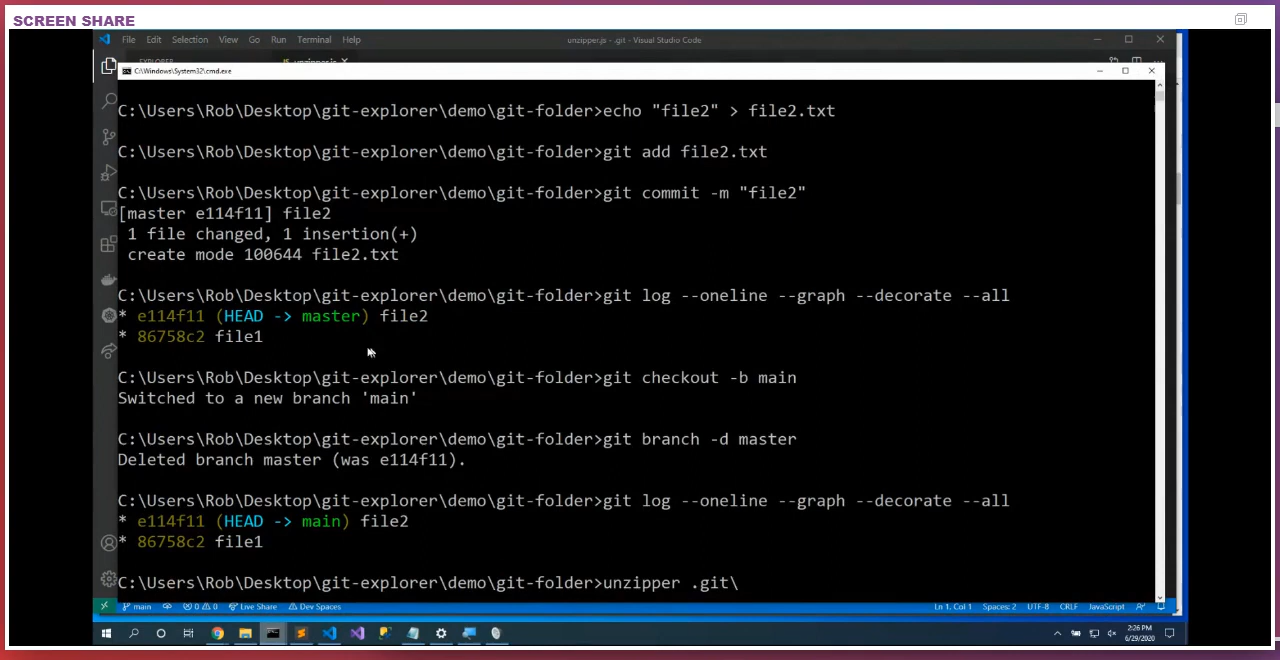 SCREEN SHARE
File Edit Selection View Go Run Terminal Help
unzipper.js - .git - Visual Studio Code
C:\Windows\System32\cmd.exe
C:\Users\Rob\Desktop\git-explorer\demo\git-folder>echo "file2" > file2.txt
C:\Users\Rob\Desktop\git-explorer\demo\git-folder>git add file2.txt
C:\Users\Rob\Desktop\git-explorer\demo\git-folder>git commit -m "file2"
[master e114f11] file2
1 file changed, 1 insertion(+)
create mode 100644 file2.txt
C:\Users\Rob\Desktop\git-explorer\demo\git-folder>git log --oneline --graph --decorate --all
* e114f11 (HEAD -> master) file2
* 86758c2 file1
C:\Users\Rob\Desktop\git-explorer\demo\git-folder>git checkout -b main
Switched to a new branch 'main'
C:\Users\Rob\Desktop\git-explorer\demo\git-folder>git branch -d master
Deleted branch master (was e114f11).
C:\Users\Rob\Desktop\git-explorer\demo\git-folder>git log --oneline --graph --decorate --all
* e114f11 (HEAD -> main) file2
* 86758c2 file1
C:\Users\Rob\Desktop\git-explorer\demo\git-folder>unzipper .git\
main 0 0 Live Share Dev Spaces Ln 1, Col 1 Spaces: 2 UTF-8 CRLF JavaScript
2:26 PM
6/29/2020